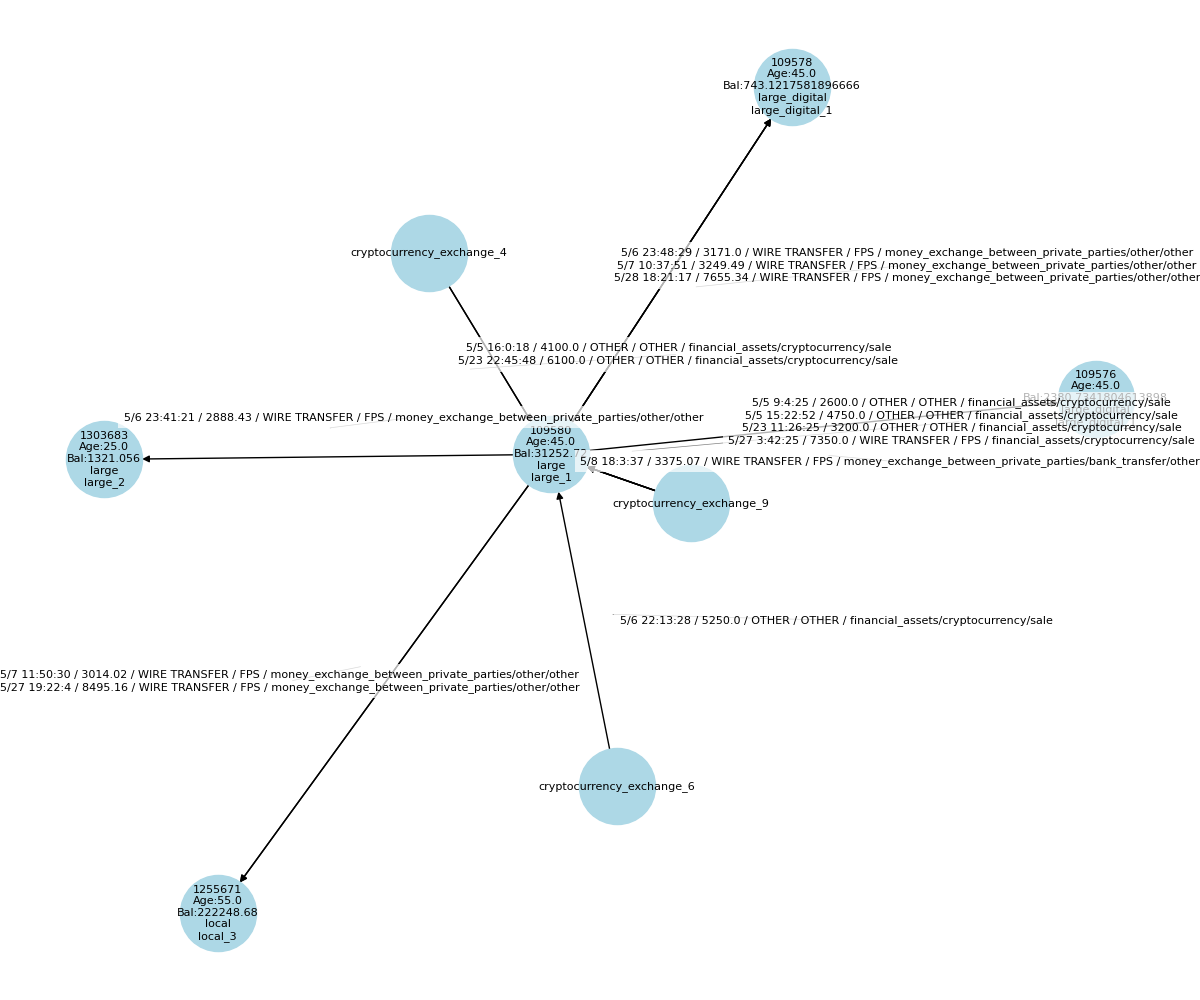 109578
Age:45.0
Bal:743.1217581896666
large_digital
large_digital_1
cryptocurrency_exchange_4
5/6 23:48:29 / 3171.0 / WIRE TRANSFER / FPS / money_exchange_between_private_parties/other/other
5/7 10:37:51 / 3249.49 / WIRE TRANSFER / FPS / money_exchange_between_private_parties/other/other
5/28 18:21:17 / 7655.34 / WIRE TRANSFER / FPS / money_exchange_between_private_parties/other/other
5/5 16:0:18 / 4100.0 / OTHER / OTHER / financial_assets/cryptocurrency/sale
5/23 22:45:48 / 6100.0 / OTHER / OTHER / financial_assets/cryptocurrency/sale
109576
Age:45.0
Bal:2380.7341804613898
large_digital
5/5 9:4:25 / 2600.0 / OTHER / OTHER / financial_assets/cryptocurrency/sale
5/5 15:22:52 / 4750.0 / OTHER / OTHER / financial_assets/cryptocurrency/sale
5/23 11:26:25 / 3200.0 / OTHER / OTHER / financial_assets/cryptocurrency/sale
5/27 3:42:25 / 7350.0 / WIRE TRANSFER / FPS / financial_assets/cryptocurrency/sale
5/6 23:41:21 / 2888.43 / WIRE TRANSFER / FPS / money_exchange_between_private_parties/other/other
1303683
Age:25.0
Bal:1321.056
large
large_2
109580
Age:45.0
Bal:31252.72
large
large_1
5/8 18:3:37 / 3375.07 / WIRE TRANSFER / FPS / money_exchange_between_private_parties/bank_transfer/other
cryptocurrency_exchange_9
5/6 22:13:28 / 5250.0 / OTHER / OTHER / financial_assets/cryptocurrency/sale
5/7 11:50:30 / 3014.02 / WIRE TRANSFER / FPS / money_exchange_between_private_parties/other/other
5/27 19:22:4 / 8495.16 / WIRE TRANSFER / FPS / money_exchange_between_private_parties/other/other
cryptocurrency_exchange_6
1255671
Age:55.0
Bal:222248.68
local
local_3